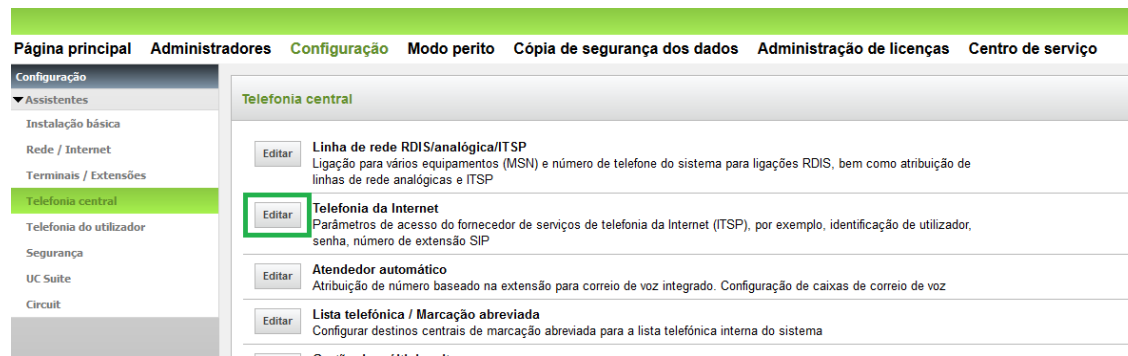 Página principal Administradores Configuração Modo perito Cópia de segurança dos dados Administração de licenças Centro de serviço
Configuração
Assistentes
Instalação básica
Rede / Internet
Terminais / Extensões
Telefonia central
Telefonia do utilizador
Segurança
UC Suite
Circuit
Telefonia central
Editar
Linha de rede RDIS/analógica/ITSP
Ligação para vários equipamentos (MSN) e número de telefone do sistema para ligações RDIS, bem como atribuição de
linhas de rede analógicas e ITSP
Editar
Telefonia da Internet
Parâmetros de acesso do fornecedor de serviços de telefonia da Internet (ITSP), por exemplo, identificação de utilizador,
senha, número de extensão SIP
Editar
Atendedor automático
Atribuição de número baseado na extensão para correio de voz integrado. Configuração de caixas de correio de voz
Editar
Lista telefónica / Marcação abreviada
Configurar destinos centrais de marcação abreviada para a lista telefónica interna do sistema